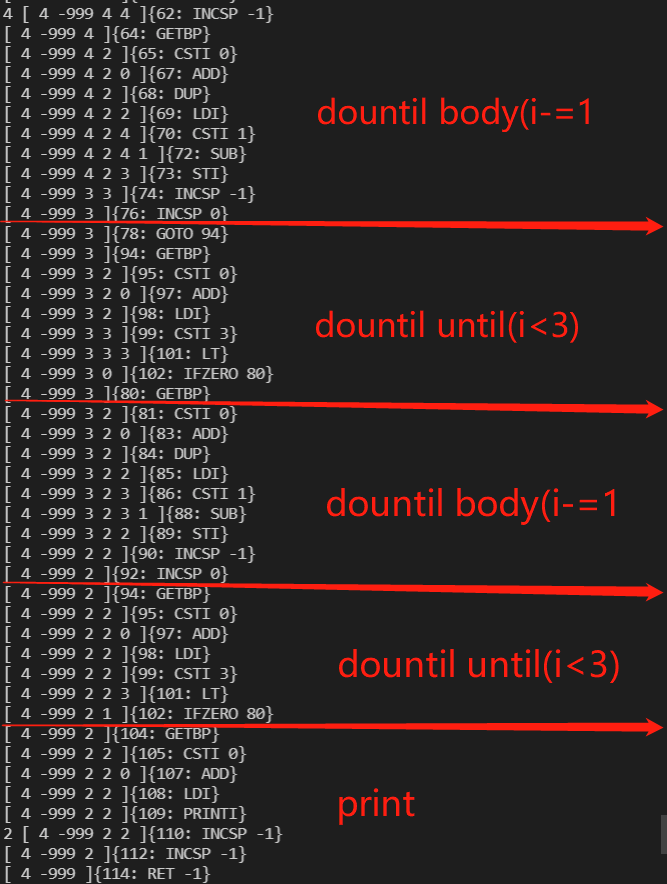 4 [ 4 -999 4 4 ]{62: INCSP -1}
[ 4 -999 4 ]{64: GETBP}
[ 4 -999 4 2 ]{65: CSTI 0}
[ 4 -999 4 2 0 ]{67: ADD}
[ 4 -999 4 2 ]{68: DUP}
[ 4 -999 4 2 2 ]{69: LDI}
[ 4 -999 4 2 4 ]{70: CSTI 1}
[ 4 -999 4 2 4 1 ]{72: SUB}
[ 4 -999 4 2 3 ]{73: STI}
[ 4 -999 3 3 ]{74: INCSP -1}
[ 4 -999 3 ]{76: INCSP 0}
dountil body(i-=1
[ 4 -999 3 ]{78: GOTO 94}
[ 4 -999 3 ]{94: GETBP}
[ 4 -999 3 2 ]{95: CSTI 0}
[ 4 -999 3 2 0 ]{97: ADD}
[ 4 -999 3 2 ]{98: LDI}
[ 4 -999 3 3 ]{99: CSTI 3}
[ 4 -999 3 3 3 ]{101: LT}
[ 4 -999 3 0 ]{102: IFZERO 80}
[ 4 -999 3 ]{80: GETBP}
dountil until(i<3)
[ 4 -999 3 2 ]{81: CSTI 0}
[ 4 -999 3 2 0 ]{83: ADD}
[ 4 -999 3 2 ]{84: DUP}
[ 4 -999 3 2 2 ]{85: LDI}
[ 4 -999 3 2 3 ]{86: CSTI 1}
[ 4 -999 3 2 3 1 ]{88: SUB}
[ 4 -999 3 2 2 ]{89: STI}
[ 4 -999 2 2 ]{90: INCSP -1}
[ 4 -999 2 ]{92: INCSP 0}
dountil body(i-=1
[ 4 -999 2 ]{94: GETBP}
[ 4 -999 2 2 ]{95: CSTI 0}
[ 4 -999 2 2 0 ]{97: ADD}
[ 4 -999 2 2 ]{98: LDI}
[ 4 -999 2 2 ]{99: CSTI 3}
[ 4 -999 2 2 3 ]{101: LT}
[ 4 -999 2 1 ]{102: IFZERO 80}
dountil until(i<3)
[ 4 -999 2 ]{104: GETBP}
[ 4 -999 2 2 ]{105: CSTI 0}
[ 4 -999 2 2 0 ]{107: ADD}
[ 4 -999 2 2 ]{108: LDI}
[ 4 -999 2 2 ]{109: PRINTI}
2 [ 4 -999 2 2 ]{110: INCSP -1}
[ 4 -999 2 ]{112: INCSP -1}
[ 4 -999 ]{114: RET -1}
print